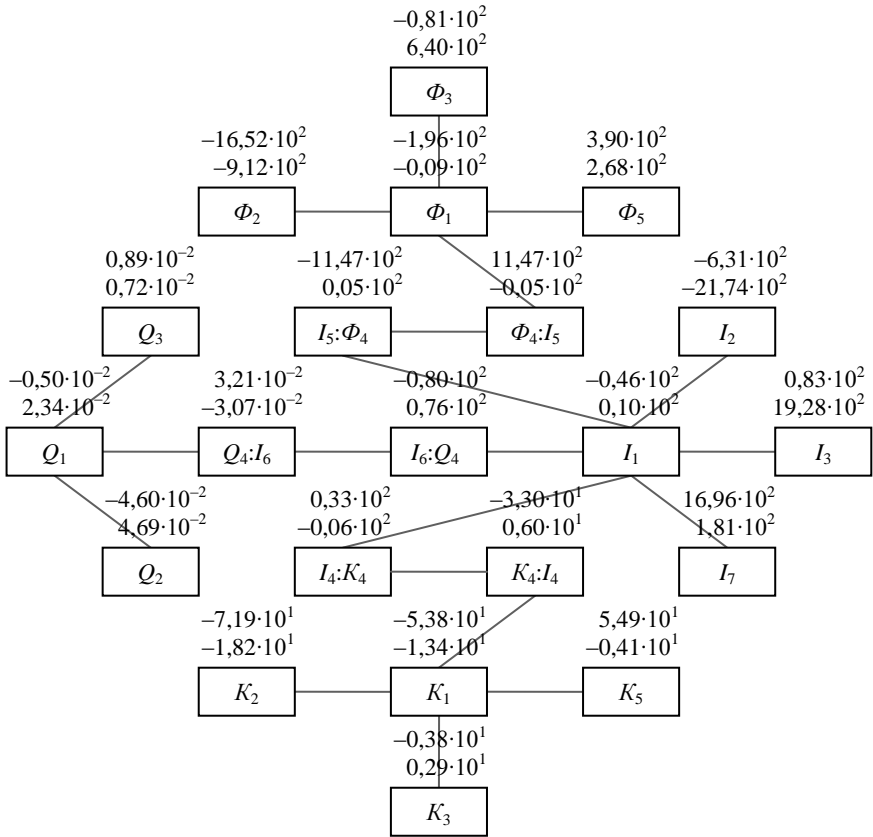 –0,81·10²
6,40·10²
Φ₃
–16,52·10² –1,96·10² 3,90·10²
–9,12·10² –0,09·10² 2,68·10²
Φ₂ Φ₁ Φ₅
0,89·10⁻² –11,47·10² 11,47·10² –6,31·10²
0,72·10⁻² 0,05·10² –0,05·10² –21,74·10²
Q₃ I₅:Φ₄ Φ₄:I₅ I₂
–0,50·10⁻² 3,21·10⁻² –0,80·10² –0,46·10² 0,83·10²
2,34·10⁻² –3,07·10⁻² 0,76·10² 0,10·10² 19,28·10²
Q₁ Q₄:I₆ I₆:Q₄ I₁ I₃
–4,60·10⁻² 0,33·10² –3,30·10¹ 16,96·10²
4,69·10⁻² –0,06·10² 0,60·10¹ 1,81·10²
Q₂ I₄:K₄ K₄:I₄ I₇
–7,19·10¹ –5,38·10¹ 5,49·10¹
–1,82·10¹ –1,34·10¹ –0,41·10¹
K₂ K₁ K₅
–0,38·10¹
0,29·10¹
K₃